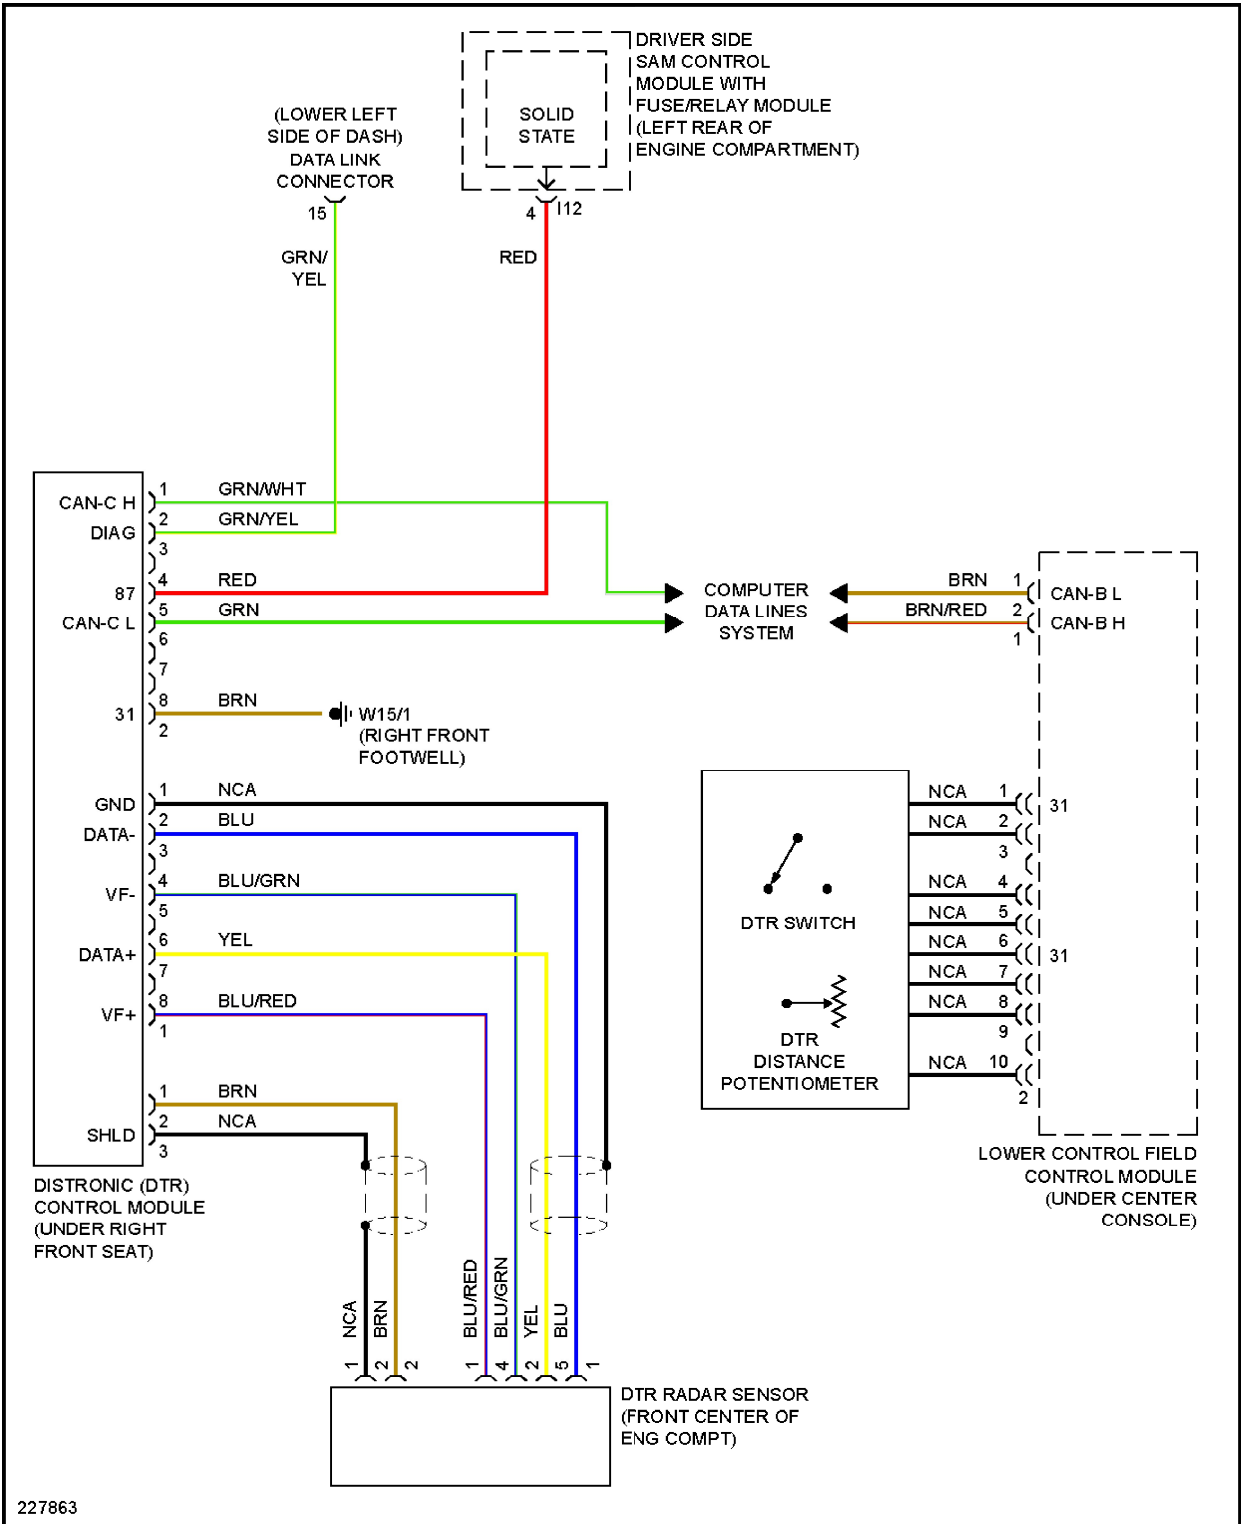 DRIVER SIDE
SAM CONTROL
MODULE WITH
FUSE/RELAY MODULE
(LEFT REAR OF
ENGINE COMPARTMENT)
SOLID
STATE
(LOWER LEFT
SIDE OF DASH)
DATA LINK
CONNECTOR
15
4 I12
GRN/
YEL
RED
CAN-C H 1 GRN/WHT
DIAG 2 GRN/YEL
3
87 4 RED
CAN-C L 5 GRN
6
7
31 8 BRN
2
W15/1
(RIGHT FRONT
FOOTWELL)
COMPUTER
DATA LINES
SYSTEM
BRN 1 CAN-B L
BRN/RED 2 CAN-B H
1
GND 1 NCA
DATA- 2 BLU
3
VF- 4 BLU/GRN
5
DATA+ 6 YEL
7
VF+ 8 BLU/RED
1
1 BRN
SHLD 2 NCA
3
DISTRONIC (DTR)
CONTROL MODULE
(UNDER RIGHT
FRONT SEAT)
DTR SWITCH
DTR
DISTANCE
POTENTIOMETER
NCA 1 31
NCA 2
3
NCA 4
NCA 5
NCA 6 31
NCA 7
NCA 8
9
NCA 10
2
LOWER CONTROL FIELD
CONTROL MODULE
(UNDER CENTER
CONSOLE)
NCA BRN BLU/RED BLU/GRN YEL BLU
1 2 2 1 4 2 5 1
DTR RADAR SENSOR
(FRONT CENTER OF
ENG COMPT)
227863